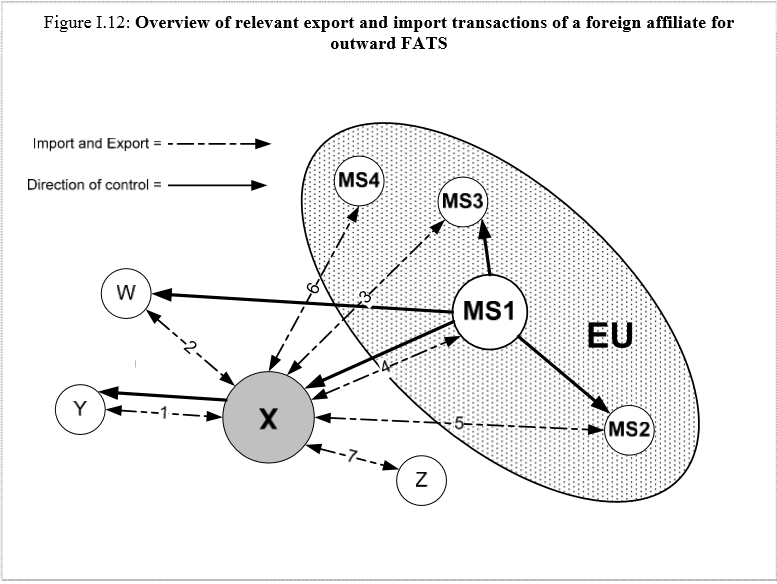 Figure I.12: Overview of relevant export and import transactions of a foreign affiliate for
outward FATS
Import and Export =
Direction of control =
MS4
MS3
6
3
W
MS1
EU
2
4
Y
1
X
5
MS2
7
Z